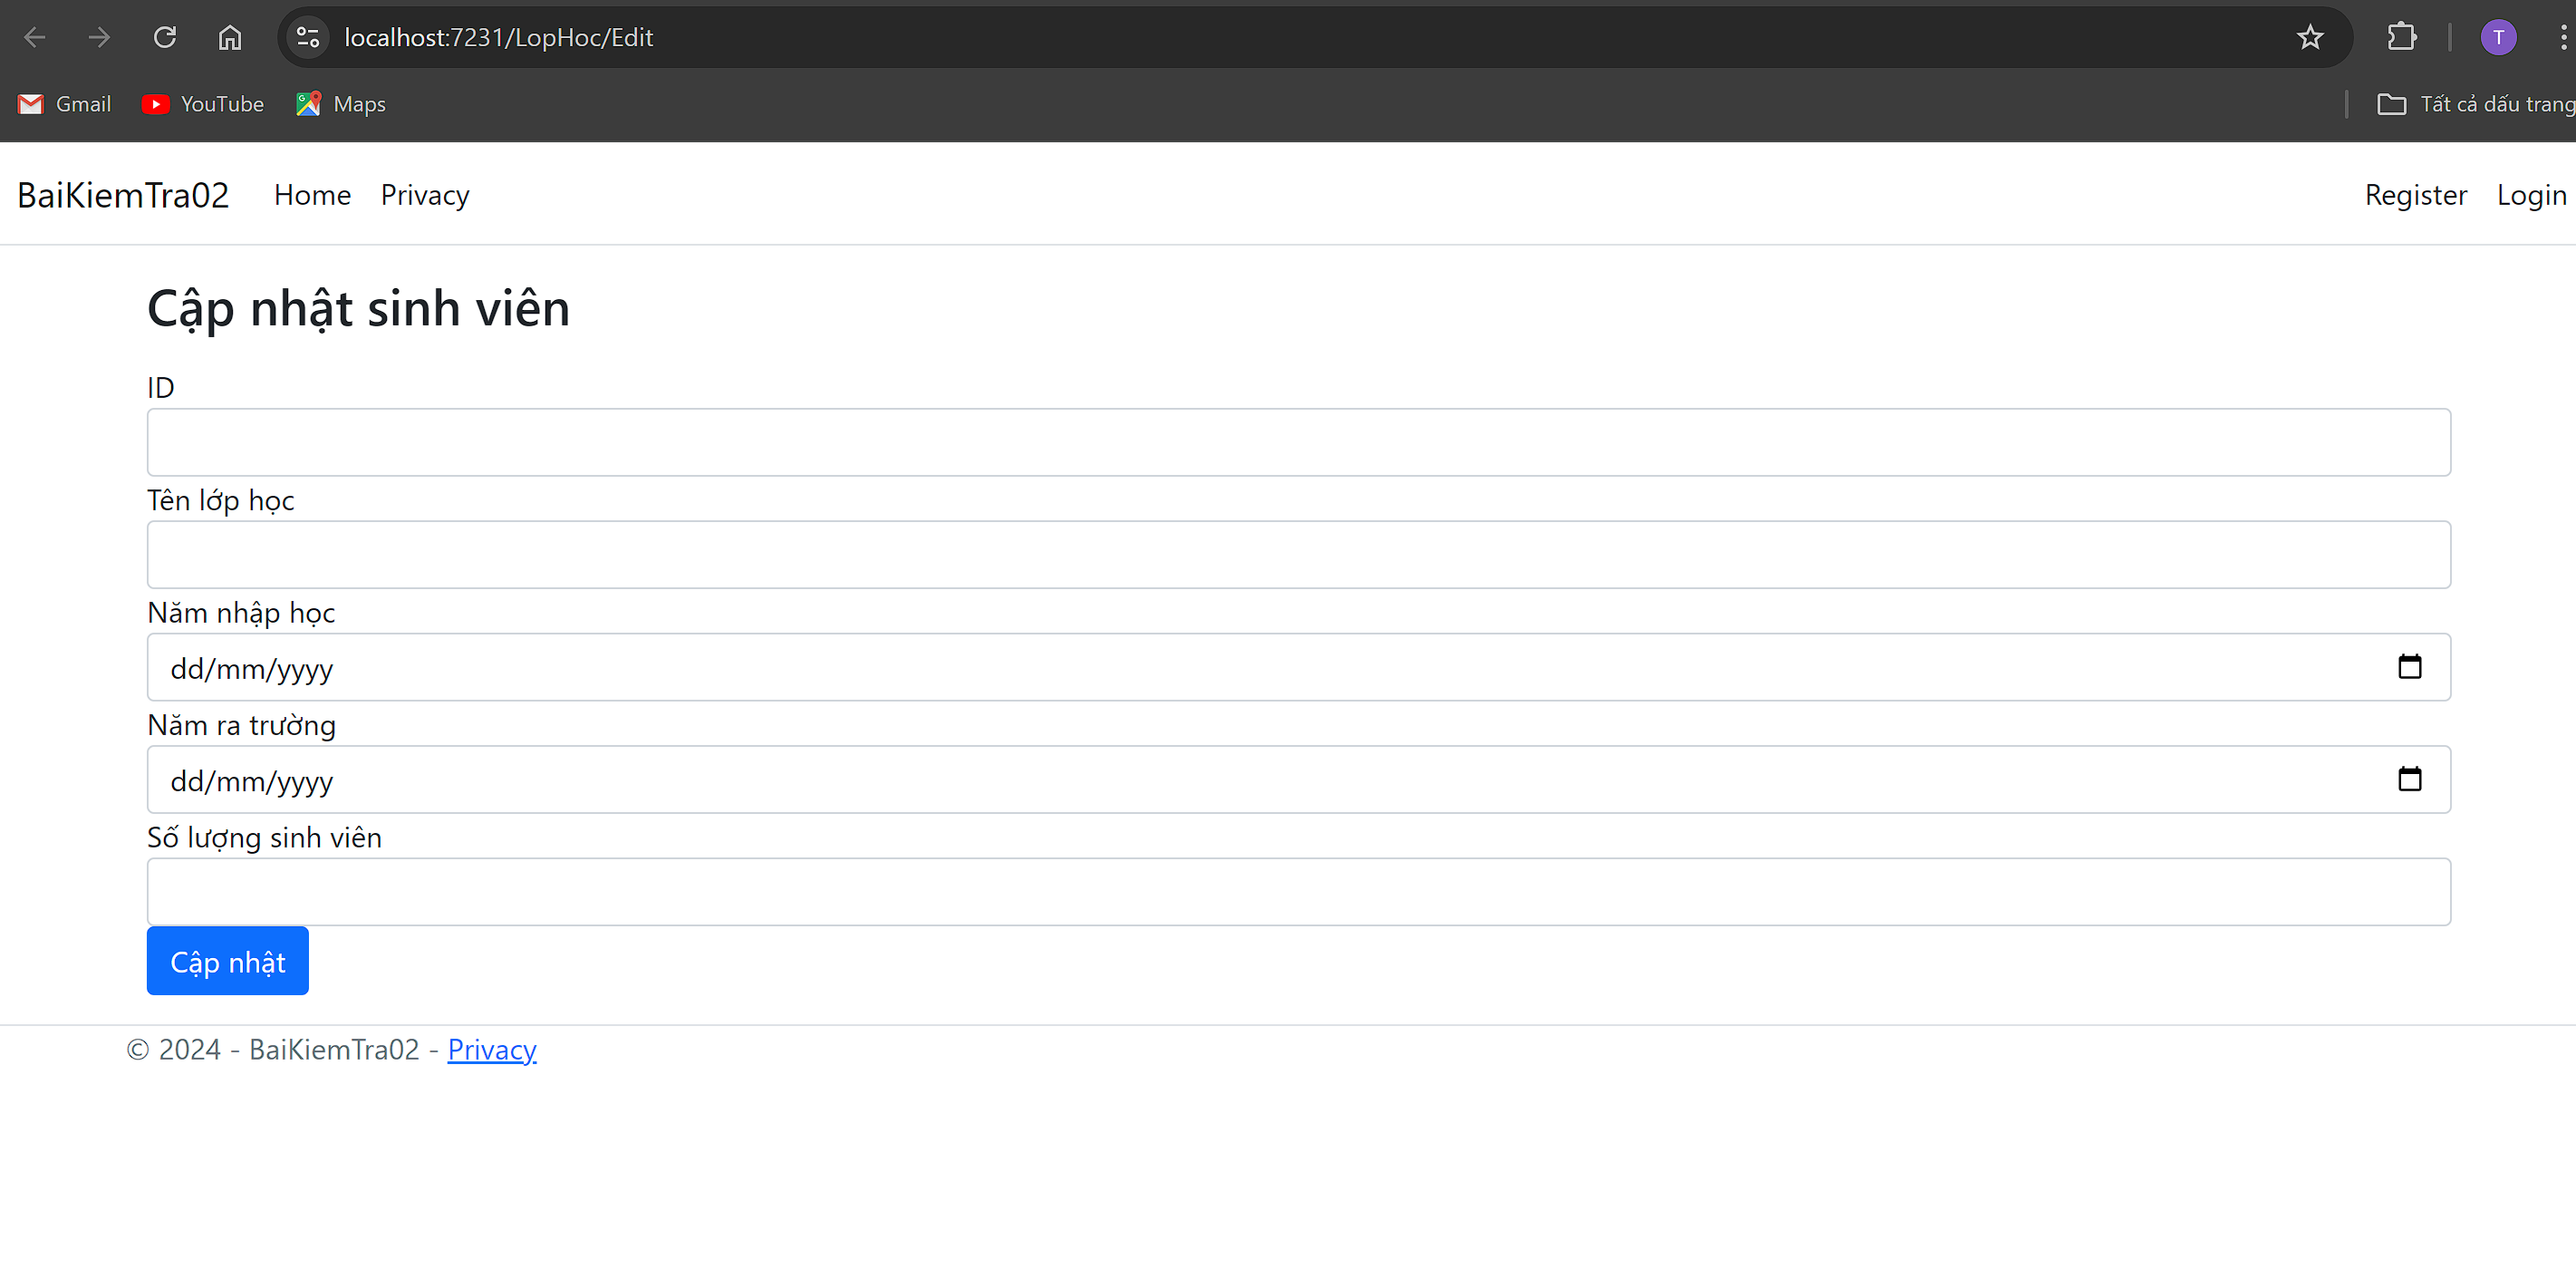 localhost:7231/LopHoc/Edit
T
Gmail YouTube Maps Tất cả dấu trang
BaiKiemTra02 Home Privacy Register Login
Cập nhật sinh viên
ID
Tên lớp học
Năm nhập học
dd/mm/yyyy
Năm ra trường
dd/mm/yyyy
Số lượng sinh viên
Cập nhật
© 2024 - BaiKiemTra02 - Privacy